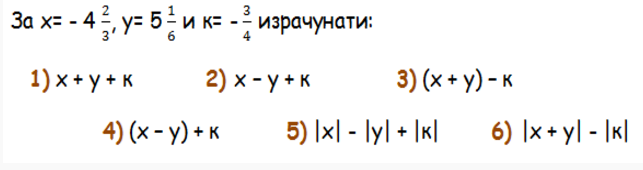 За x= - 4 2/3, y= 5 1/6 и к= - 3/4 израчунати:
1) x + y + к 2) x – y + к 3) (x + y) – к
4) (x – y) + к 5) |x| - |y| + |к| 6) |x + y| - |к|